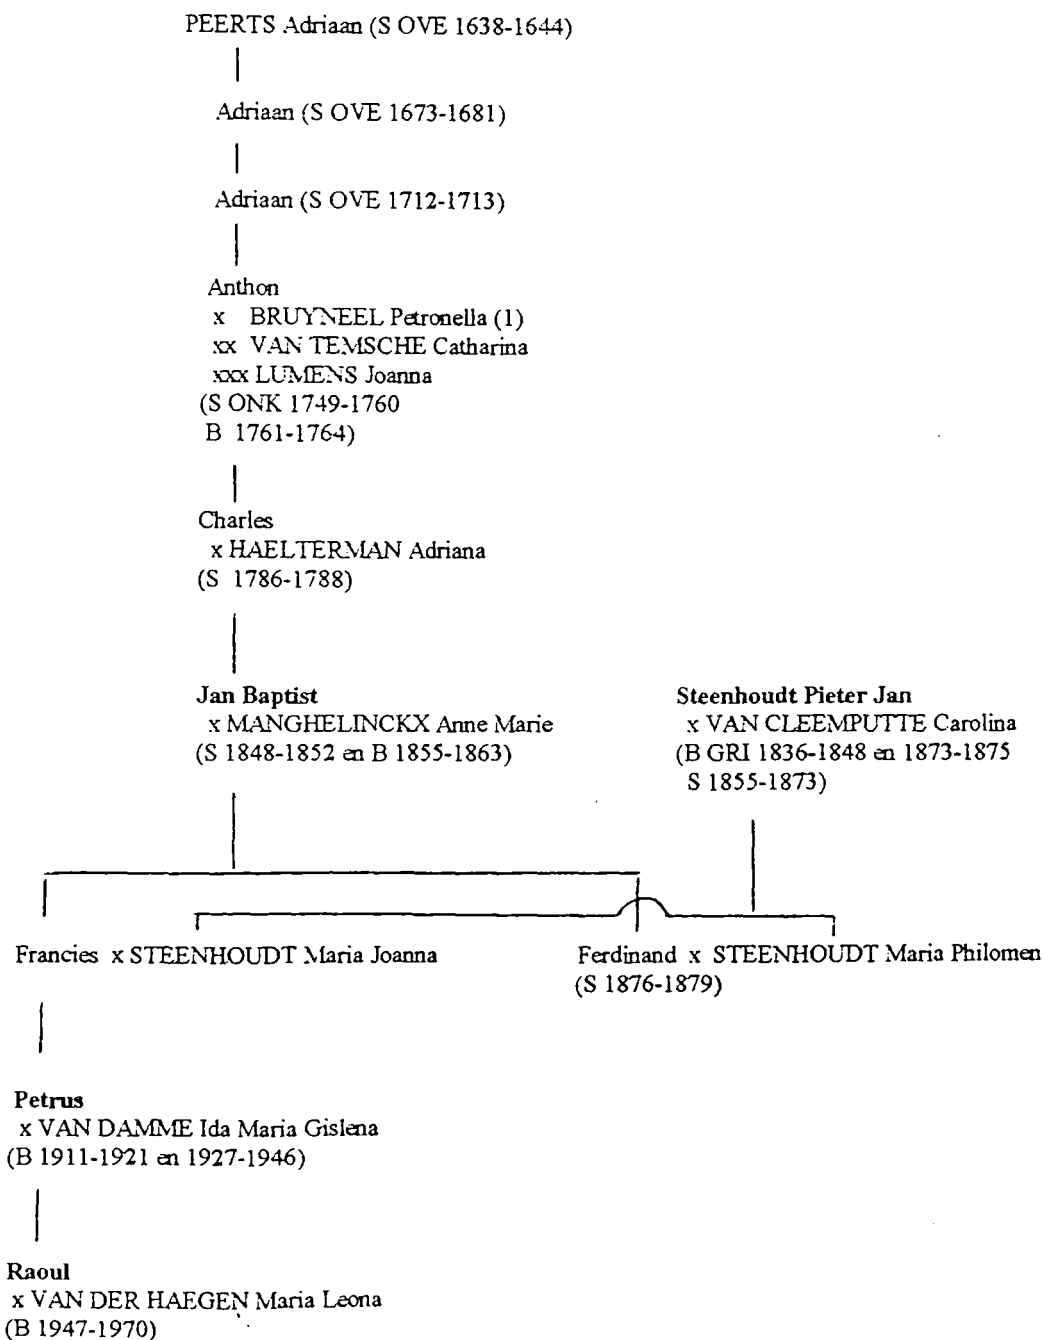 PEERTS Adriaan (S OVE 1638-1644)
Adriaan (S OVE 1673-1681)
Adriaan (S OVE 1712-1713)
Anthon
x BRUYNEEL Petronella (1)
xx VAN TEMSCHE Catharina
xxx LUMENS Joanna
(S ONK 1749-1760
B 1761-1764)
Charles
x HAELTERMAN Adriana
(S 1786-1788)
Jan Baptist
x MANGHELINCKX Anne Marie
(S 1848-1852 en B 1855-1863)
Steenhoudt Pieter Jan
x VAN CLEEMPUTTE Carolina
(B GRI 1836-1848 en 1873-1875
S 1855-1873)
Francies x STEENHOUDT Maria Joanna
Ferdinand x STEENHOUDT Maria Philomen
(S 1876-1879)
Petrus
x VAN DAMME Ida Maria Gislena
(B 1911-1921 en 1927-1946)
Raoul
x VAN DER HAEGEN Maria Leona
(B 1947-1970)